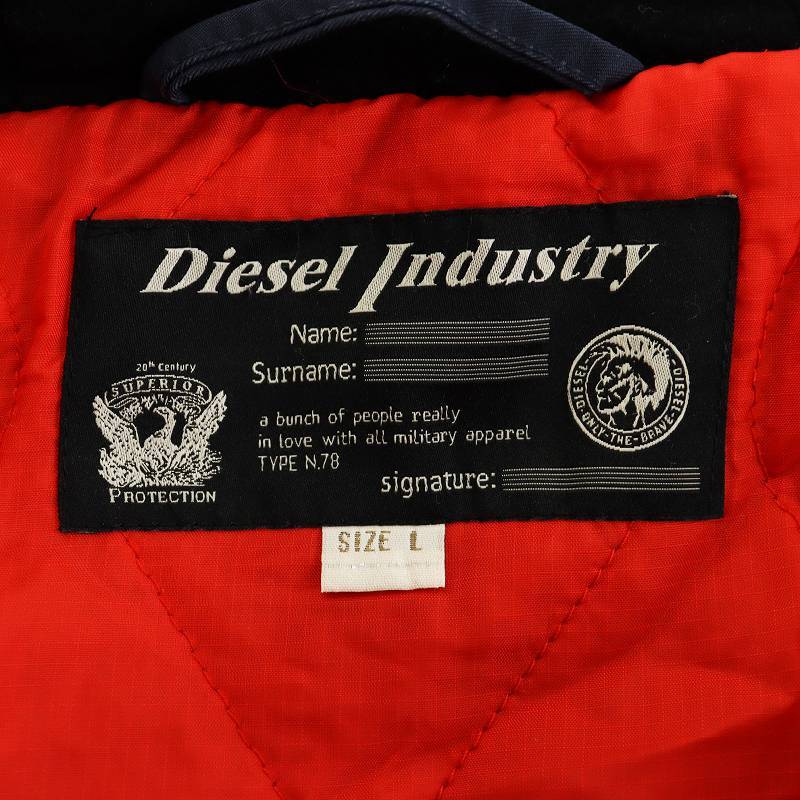 Diesel Industry
Name:
Surname:
20th Century
SUPERIOR
PROTECTION
a bunch of people really
in love with all military apparel
TYPE N.78
signature:
DIESEL-ONLY-THE-BRAVE-DIESEL
SIZE L